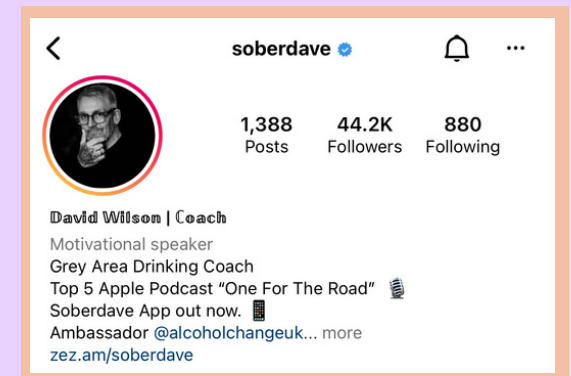 soberdave
1,388 44.2K 880
Posts Followers Following
𝔻𝕒𝕧𝕚𝕕 𝕎𝕚𝕝𝕤𝕠𝕟 | ℂ𝕠𝕒𝕔𝕙
Motivational speaker
Grey Area Drinking Coach
Top 5 Apple Podcast “One For The Road” 🎙️
Soberdave App out now. 📱
Ambassador @alcoholchangeuk... more
zez.am/soberdave